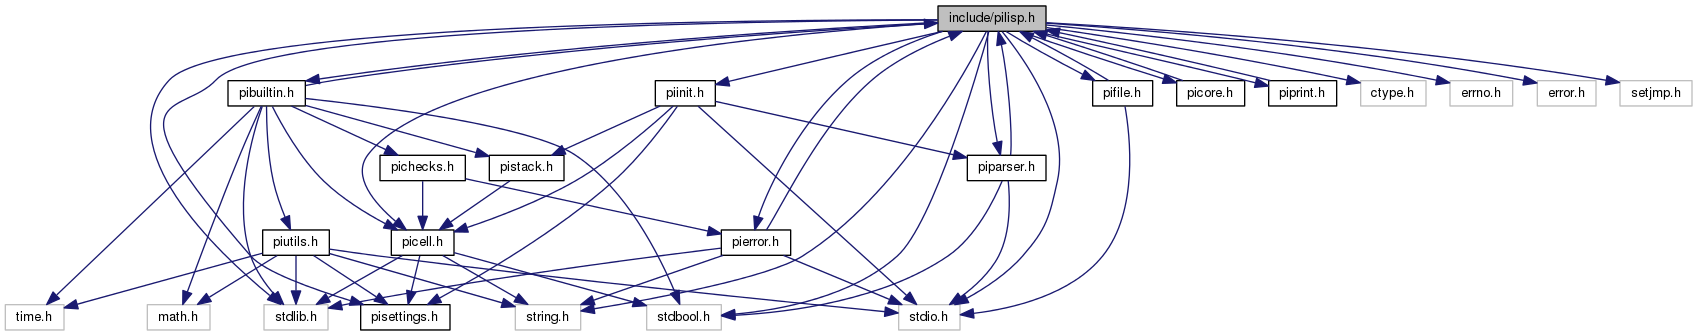 include/pilisp.h
pibuiltin.h
piinit.h
pifile.h
picore.h
piprint.h
ctype.h
errno.h
error.h
setjmp.h
pichecks.h
pistack.h
piparser.h
piutils.h
picell.h
pierror.h
time.h
math.h
stdlib.h
pisettings.h
string.h
stdbool.h
stdio.h